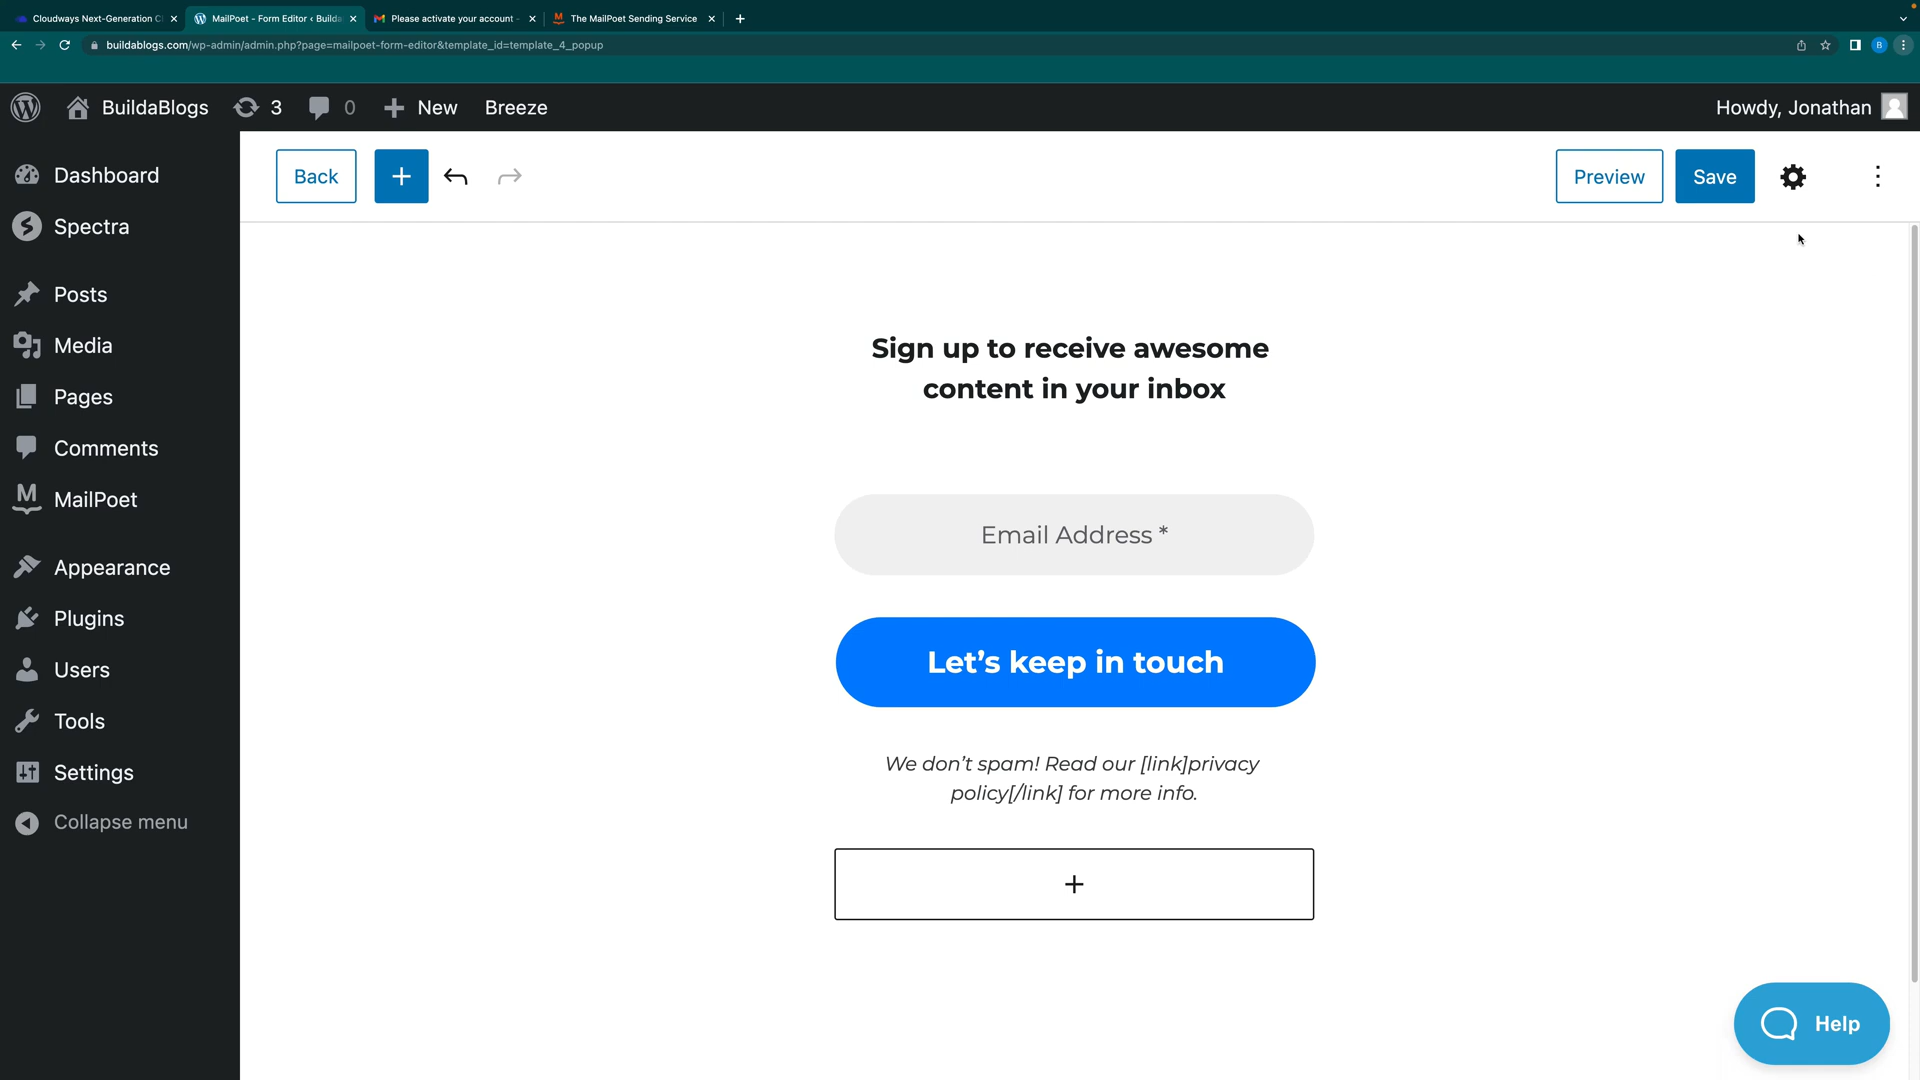 Cloudways Next-Generation C
MailPoet - Form Editor ‹ Builda
Please activate your account -
The MailPoet Sending Service
buildablogs.com/wp-admin/admin.php?page=mailpoet-form-editor&template_id=template_4_popup
B
BuildaBlogs
3
0
New
Breeze
Howdy, Jonathan
Dashboard
Spectra
Posts
Media
Pages
Comments
MailPoet
Appearance
Plugins
Users
Tools
Settings
Collapse menu
Back
Preview
Save
Sign up to receive awesome
content in your inbox
Email Address *
Let’s keep in touch
We don’t spam! Read our [link]privacy
policy[/link] for more info.
Help